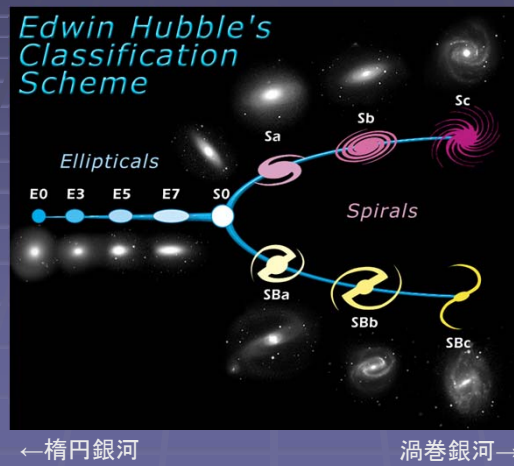 Edwin Hubble's
Classification
Scheme
Sc
Sb
Sa
Ellipticals
E0 E3 E5 E7 S0
Spirals
SBa
SBb
SBc
←楕円銀河
渦巻銀河→